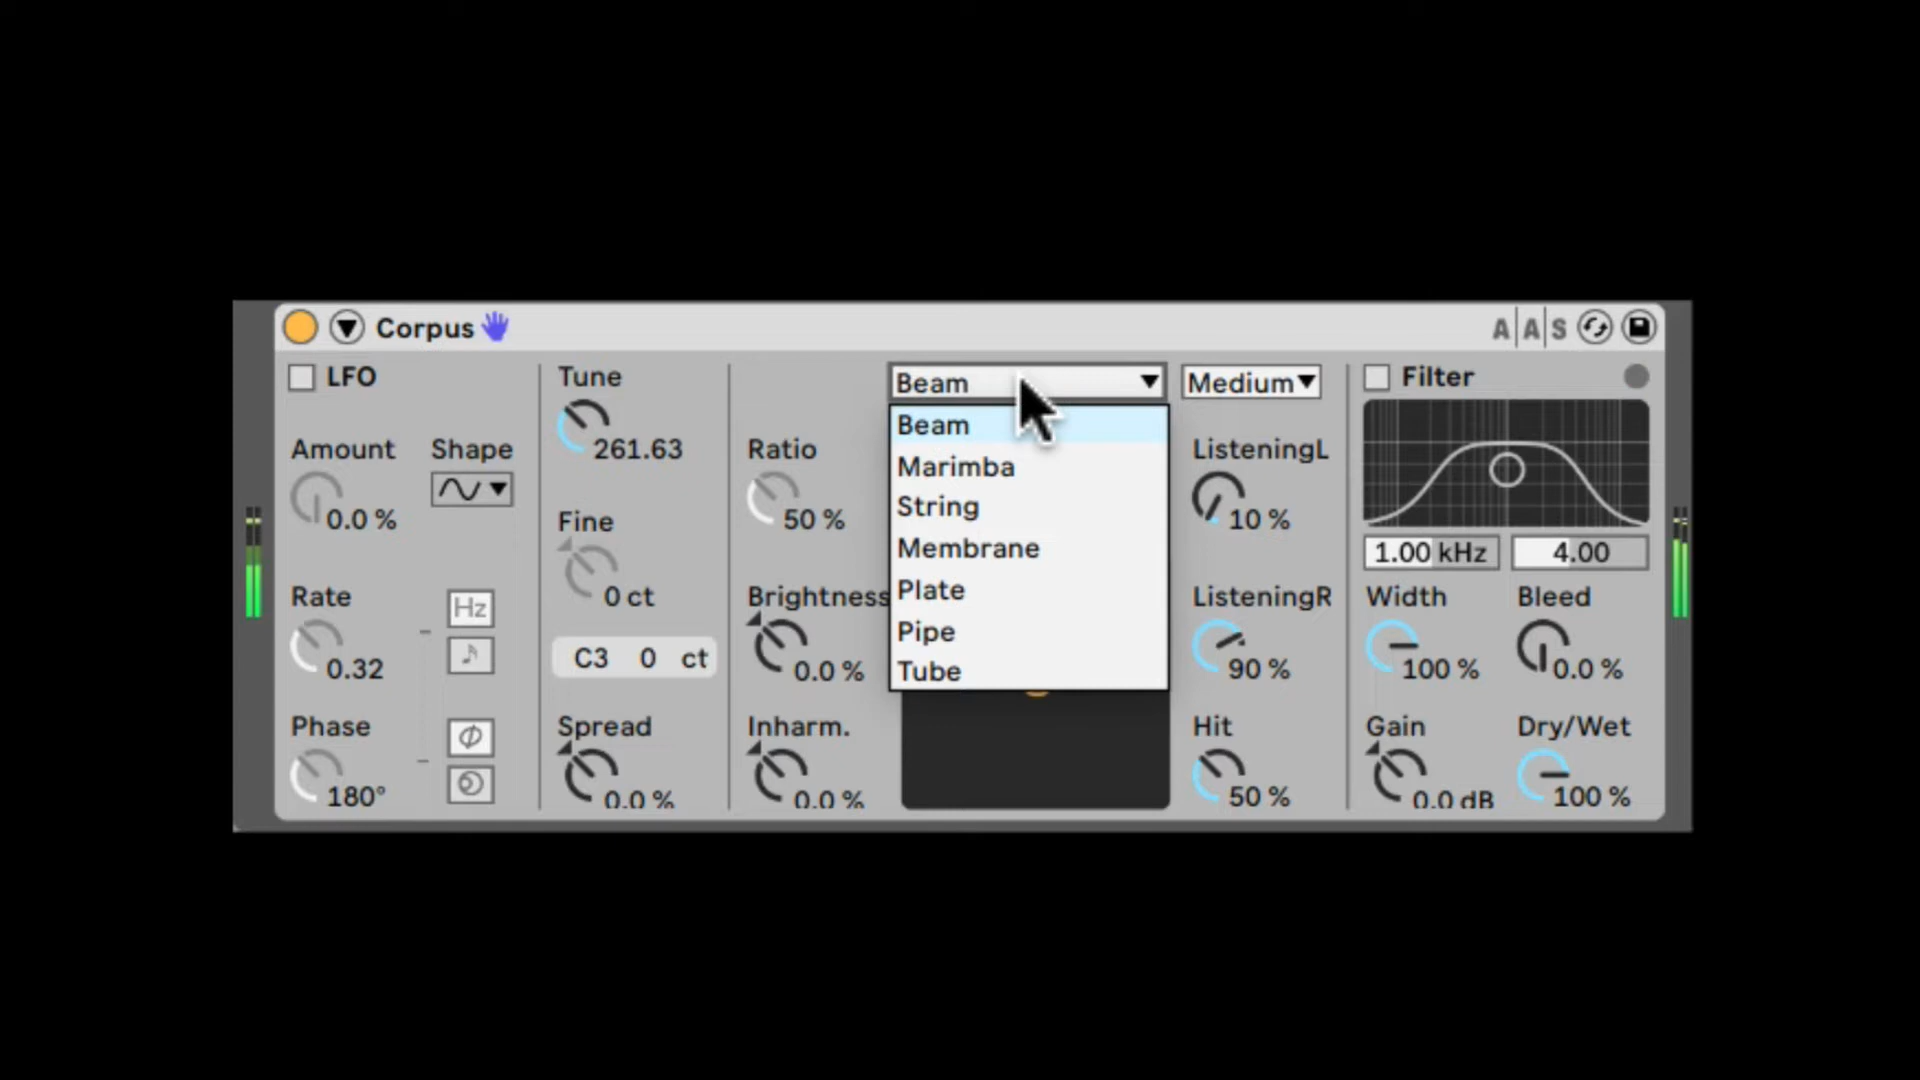 Corpus
A|A|S
LFO
Amount
0.0 %
Shape
Rate
0.32
Hz
Phase
180°
Tune
261.63
Fine
0 ct
C3 0 ct
Spread
0.0 %
Ratio
50 %
Brightness
0.0 %
Inharm.
0.0 %
Beam
Beam
Marimba
String
Membrane
Plate
Pipe
Tube
Medium
ListeningL
10 %
ListeningR
90 %
Hit
50 %
Filter
1.00 kHz
4.00
Width
100 %
Bleed
0.0 %
Gain
0.0 dB
Dry/Wet
100 %